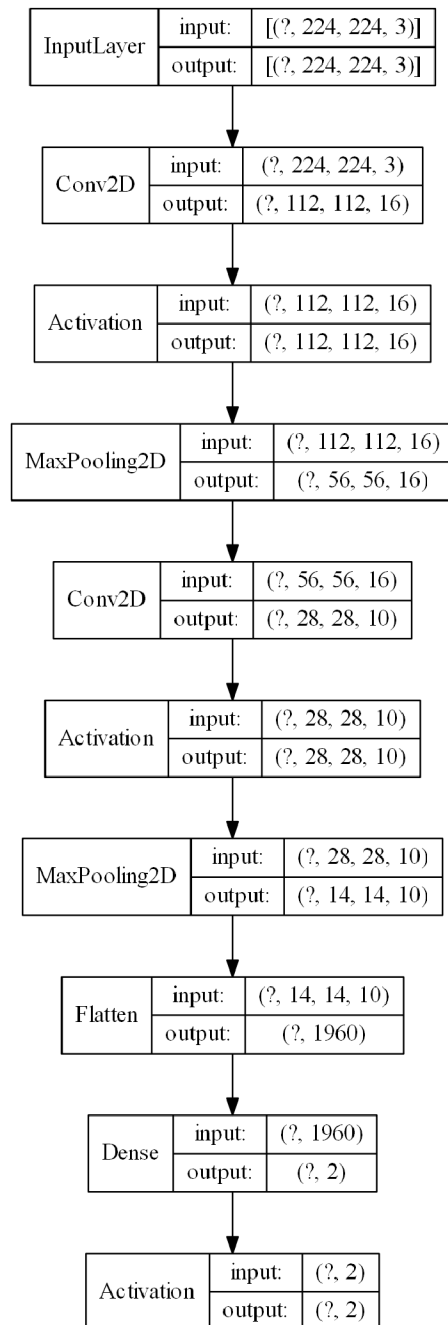 InputLayer
input: [(?, 224, 224, 3)]
output: [(?, 224, 224, 3)]
Conv2D
input: (?, 224, 224, 3)
output: (?, 112, 112, 16)
Activation
input: (?, 112, 112, 16)
output: (?, 112, 112, 16)
MaxPooling2D
input: (?, 112, 112, 16)
output: (?, 56, 56, 16)
Conv2D
input: (?, 56, 56, 16)
output: (?, 28, 28, 10)
Activation
input: (?, 28, 28, 10)
output: (?, 28, 28, 10)
MaxPooling2D
input: (?, 28, 28, 10)
output: (?, 14, 14, 10)
Flatten
input: (?, 14, 14, 10)
output: (?, 1960)
Dense
input: (?, 1960)
output: (?, 2)
Activation
input: (?, 2)
output: (?, 2)